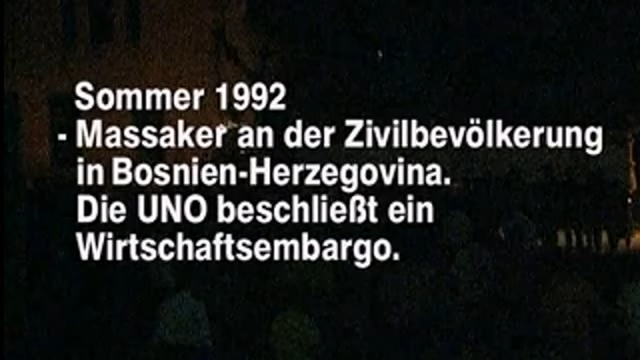 Sommer 1992
- Massaker an der Zivilbevölkerung
in Bosnien-Herzegovina.
Die UNO beschließt ein
Wirtschaftsembargo.